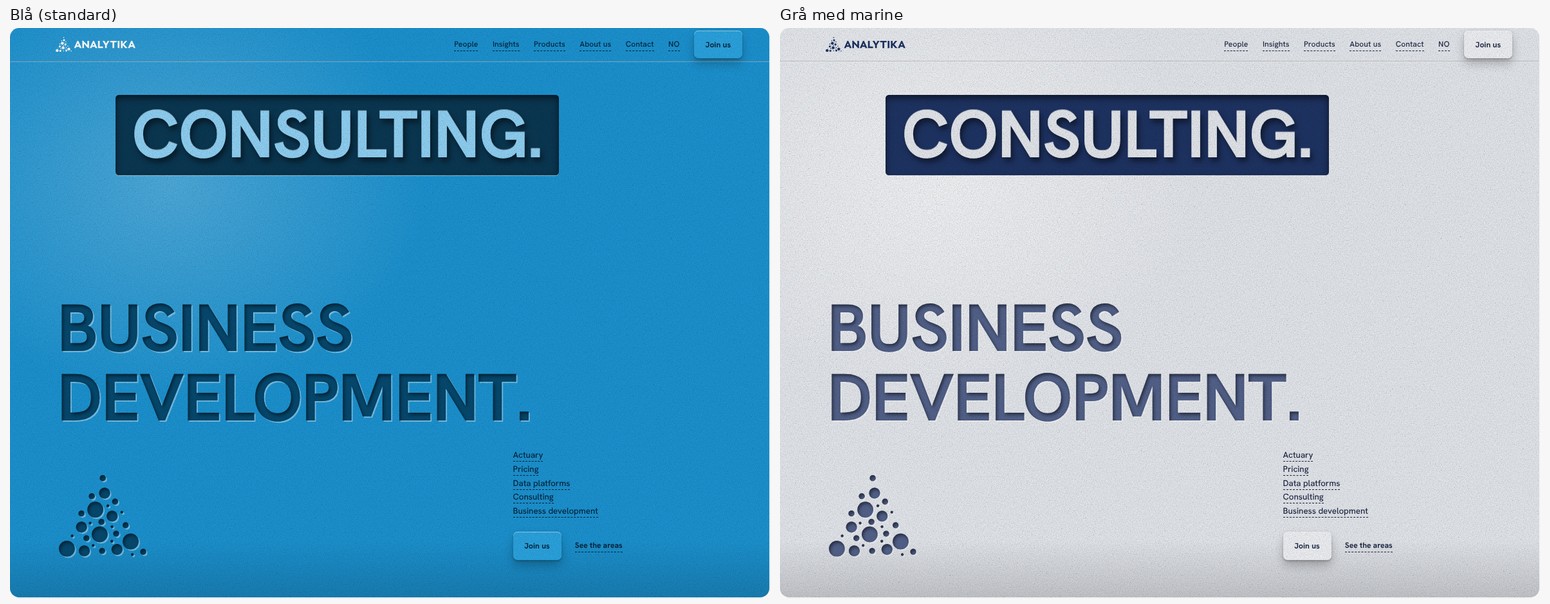 Blå (standard)
ANALYTIKA
People Insights Products About us Contact NO Join us
CONSULTING.
BUSINESS
DEVELOPMENT.
Actuary
Pricing
Data platforms
Consulting
Business development
Join us See the areas
Grå med marine
ANALYTIKA
People Insights Products About us Contact NO Join us
CONSULTING.
BUSINESS
DEVELOPMENT.
Actuary
Pricing
Data platforms
Consulting
Business development
Join us See the areas